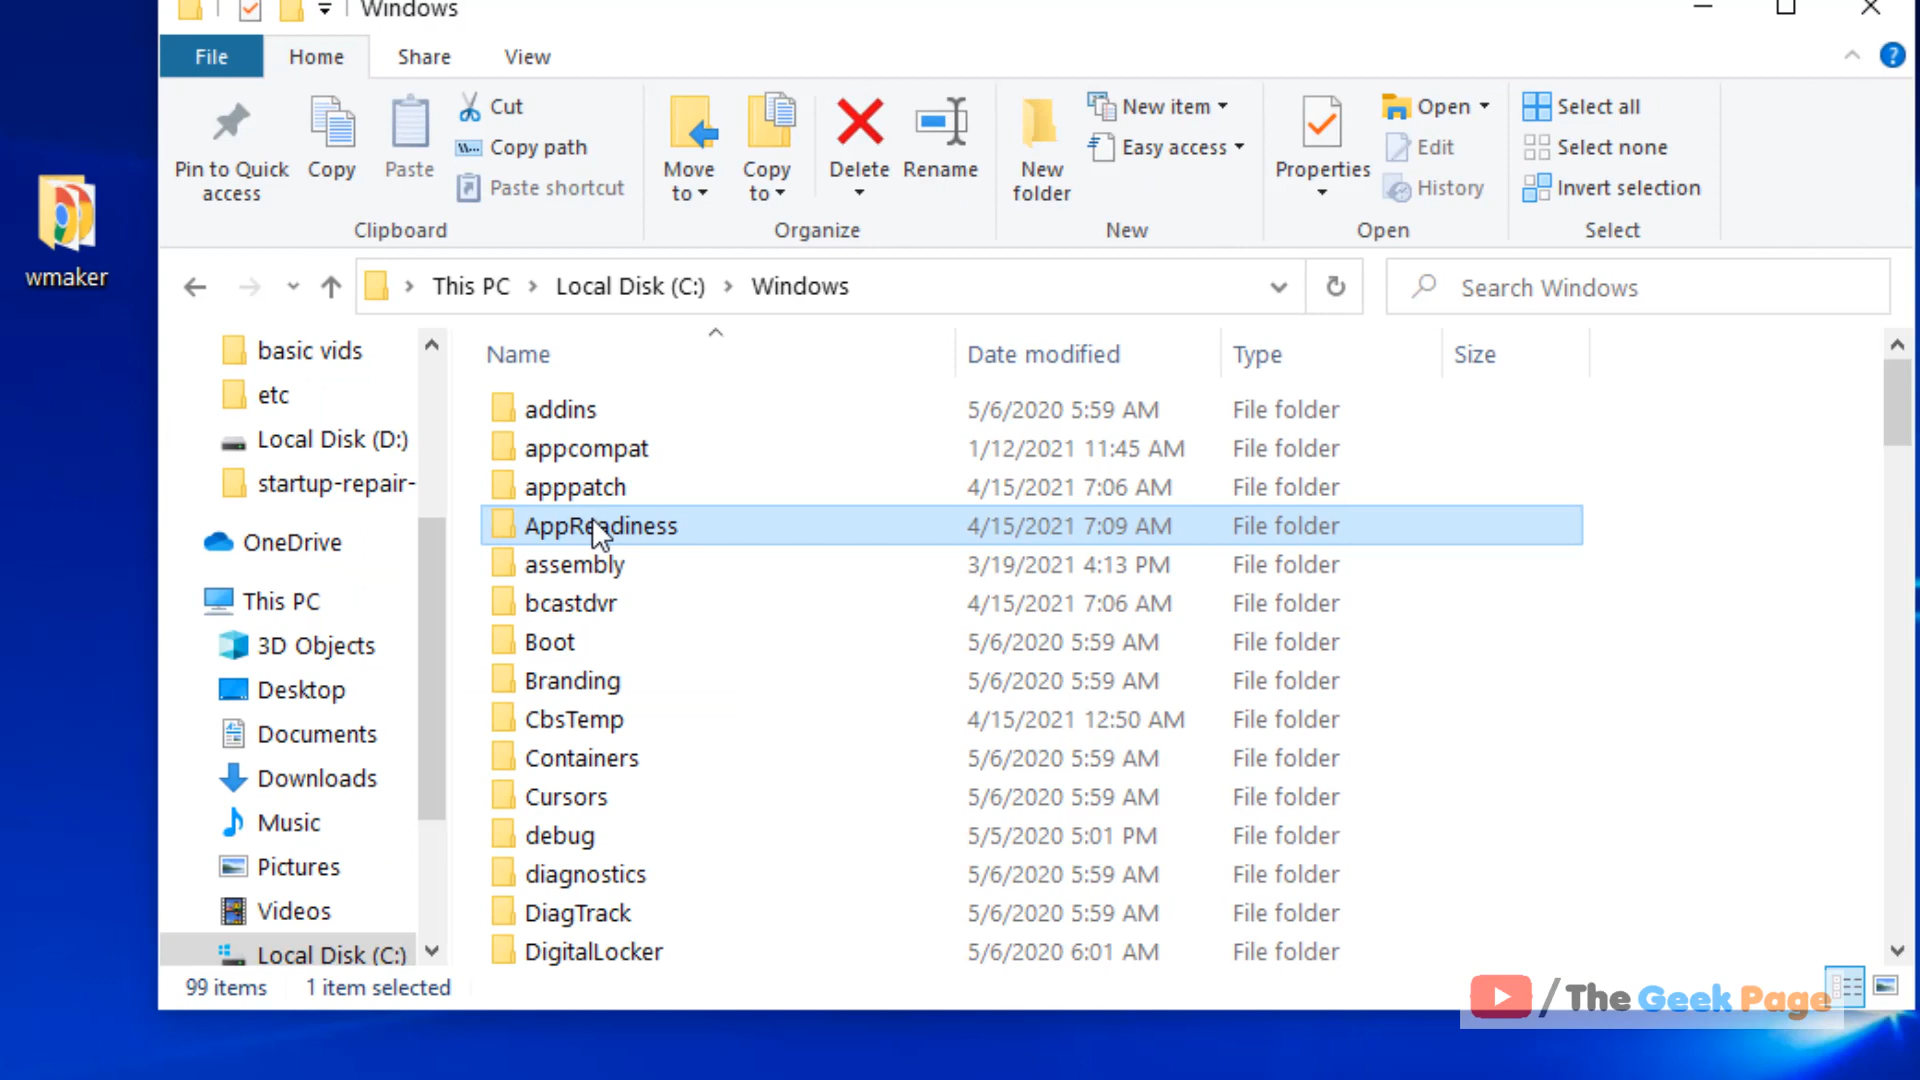 Windows
File Home Share View
Pin to Quick access
Copy
Paste
Cut
Copy path
Paste shortcut
Clipboard
Move to
Copy to
Delete
Rename
Organize
New folder
New item
Easy access
New
Properties
Open
Edit
History
Open
Select all
Select none
Invert selection
Select
wmaker
This PC > Local Disk (C:) > Windows
Search Windows
basic vids
etc
Local Disk (D:)
startup-repair-
OneDrive
This PC
3D Objects
Desktop
Documents
Downloads
Music
Pictures
Videos
Local Disk (C:)
Name Date modified Type Size
addins 5/6/2020 5:59 AM File folder
appcompat 1/12/2021 11:45 AM File folder
apppatch 4/15/2021 7:06 AM File folder
AppReadiness 4/15/2021 7:09 AM File folder
assembly 3/19/2021 4:13 PM File folder
bcastdvr 4/15/2021 7:06 AM File folder
Boot 5/6/2020 5:59 AM File folder
Branding 5/6/2020 5:59 AM File folder
CbsTemp 4/15/2021 12:50 AM File folder
Containers 5/6/2020 5:59 AM File folder
Cursors 5/6/2020 5:59 AM File folder
debug 5/5/2020 5:01 PM File folder
diagnostics 5/6/2020 5:59 AM File folder
DiagTrack 5/6/2020 5:59 AM File folder
DigitalLocker 5/6/2020 6:01 AM File folder
99 items 1 item selected
/The Geek Page